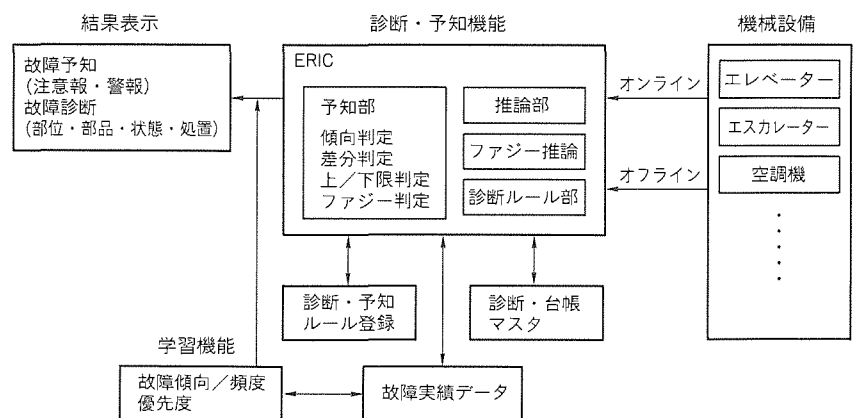 結果表示
故障予知
(注意報・警報)
故障診断
(部位・部品・状態・処置)
診断・予知機能
ERIC
予知部
傾向判定
差分判定
上/下限判定
ファジー判定
推論部
ファジー推論
診断ルール部
オンライン
オフライン
機械設備
エレベーター
エスカレーター
空調機
診断・予知
ルール登録
診断・台帳
マスタ
学習機能
故障傾向/頻度
優先度
故障実績データ